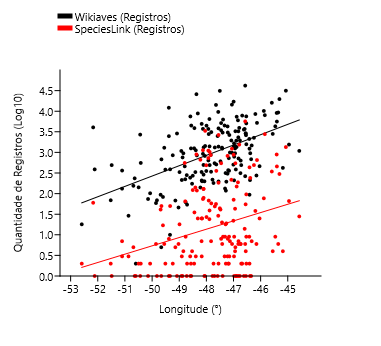 Wikiaves (Registros)
SpeciesLink (Registros)
Quantidade de Registros (Log10)
4.5
4.0
3.5
3.0
2.5
2.0
1.5
1.0
0.5
0.0
-53 -52 -51 -50 -49 -48 -47 -46 -45
Longitude (°)